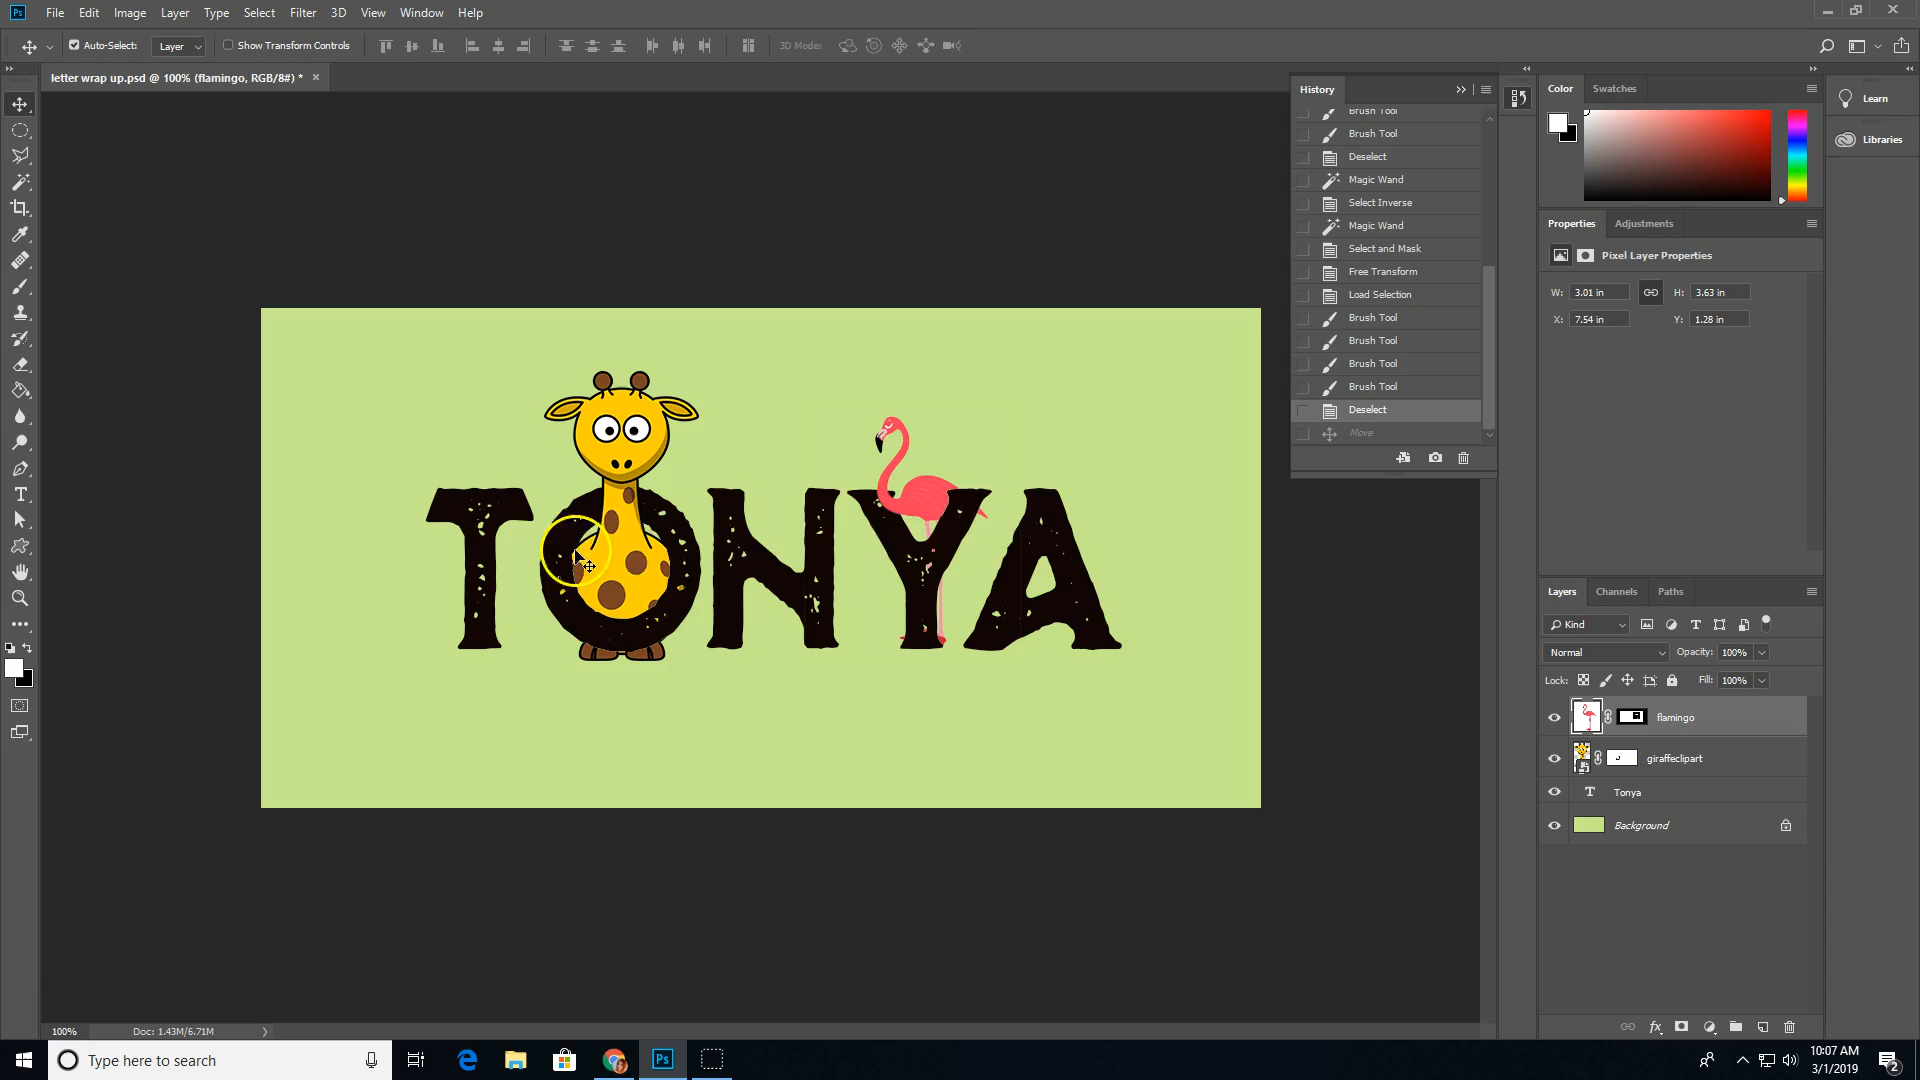 Ps File Edit Image Layer Type Select Filter 3D View Window Help
Auto-Select: Layer Show Transform Controls 3D Mode:
letter wrap up.psd @ 100% (flamingo, RGB/8#) * ×
History
Brush Tool
Brush Tool
Deselect
Magic Wand
Select Inverse
Magic Wand
Select and Mask
Free Transform
Load Selection
Brush Tool
Brush Tool
Brush Tool
Brush Tool
Deselect
Move
Color Swatches
Learn
Libraries
Properties Adjustments
Pixel Layer Properties
W: 3.01 in H: 3.63 in
X: 7.54 in Y: 1.28 in
TONYA
Layers Channels Paths
Kind
Normal Opacity: 100%
Lock: Fill: 100%
flamingo
giraffeclipart
Tonya
Background
100% Doc: 1.43M/6.71M
Type here to search
Ps
10:07 AM
3/1/2019
2